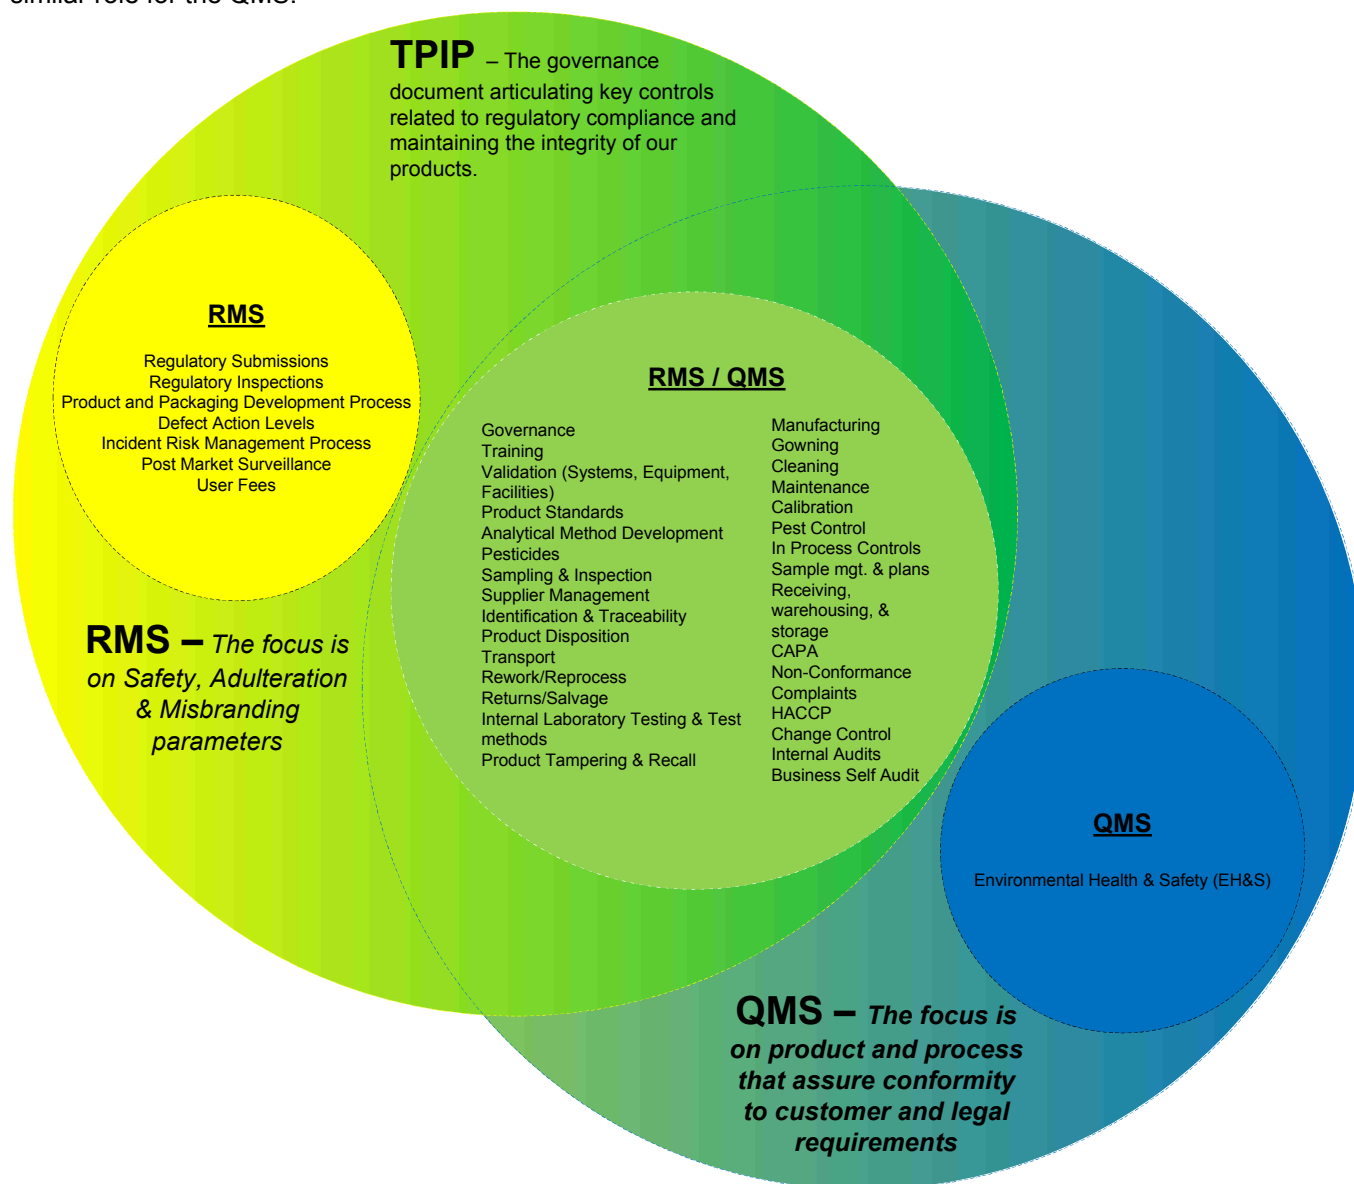 similar role for the QMS.
TPIP – The governance
document articulating key controls
related to regulatory compliance and
maintaining the integrity of our
products.
RMS
Regulatory Submissions
Regulatory Inspections
Product and Packaging Development Process
Defect Action Levels
Incident Risk Management Process
Post Market Surveillance
User Fees
RMS – The focus is
on Safety, Adulteration
& Misbranding
parameters
RMS / QMS
Governance
Training
Validation (Systems, Equipment,
Facilities)
Product Standards
Analytical Method Development
Pesticides
Sampling & Inspection
Supplier Management
Identification & Traceability
Product Disposition
Transport
Rework/Reprocess
Returns/Salvage
Internal Laboratory Testing & Test
methods
Product Tampering & Recall
Manufacturing
Gowning
Cleaning
Maintenance
Calibration
Pest Control
In Process Controls
Sample mgt. & plans
Receiving,
warehousing, &
storage
CAPA
Non-Conformance
Complaints
HACCP
Change Control
Internal Audits
Business Self Audit
QMS
Environmental Health & Safety (EH&S)
QMS – The focus is
on product and process
that assure conformity
to customer and legal
requirements